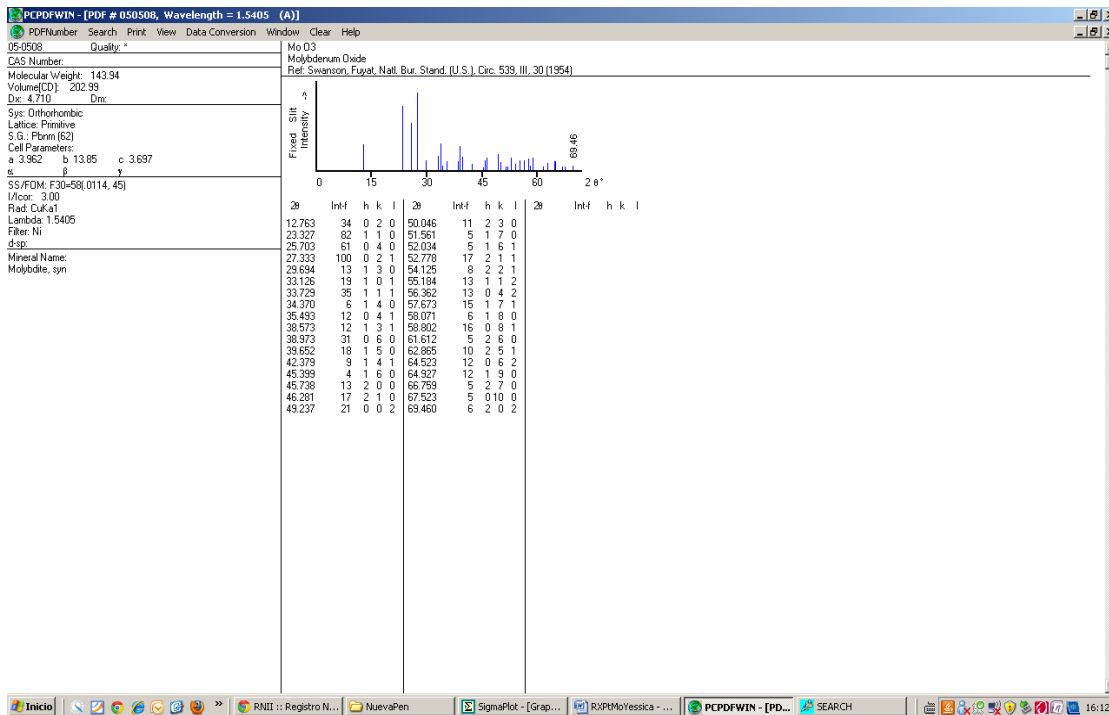 PCPDFWIN - [PDF # 050508, Wavelength = 1.5405 (A)]
PDFNumber Search Print View Data Conversion Window Clear Help
05-0508 Quality: *
CAS Number:
Molecular Weight: 143.94
Volume[CD]: 202.99
Dx: 4.710 Dm:
Sys: Orthorhombic
Lattice: Primitive
S.G.: Pbnm (62)
Cell Parameters:
a 3.962 b 13.85 c 3.697
α β γ
SS/FOM: F30=58(.0114, 45)
I/Icor: 3.00
Rad: CuKa1
Lambda: 1.5405
Filter: Ni
d-sp:
Mineral Name:
Molybdite, syn
Mo O3
Molybdenum Oxide
Ref: Swanson, Fuyat, Natl. Bur. Stand. (U.S.), Circ. 539, III, 30 (1954)
Fixed Slit
Intensity ->
69.46
0 15 30 45 60 2 θ°
2θ Int-f h k l 2θ Int-f h k l 2θ Int-f h k l
12.763 34 0 2 0 50.046 11 2 3 0
23.327 82 1 1 0 51.561 5 1 7 0
25.703 61 0 4 0 52.034 5 1 6 1
27.333 100 0 2 1 52.778 17 2 1 1
29.694 13 1 3 0 54.125 8 2 2 1
33.126 19 1 0 1 55.184 13 1 1 2
33.729 35 1 1 1 56.362 13 0 4 2
34.370 6 1 4 0 57.673 15 1 7 1
35.493 12 0 4 1 58.071 6 1 8 0
38.573 12 1 3 1 58.802 16 0 8 1
38.973 31 0 6 0 61.612 5 2 6 0
39.652 18 1 5 0 62.865 10 2 5 1
42.379 9 1 4 1 64.523 12 0 6 2
45.399 4 1 6 0 64.927 12 1 9 0
45.738 13 2 0 0 66.759 5 2 7 0
46.281 17 2 1 0 67.523 5 0 10 0
49.237 21 0 0 2 69.460 6 2 0 2
Inicio » RNII :: Registro N... NuevaPen SigmaPlot - [Grap... RXPtMoYessica - ... PCPDFWIN - [PD... SEARCH 16:12